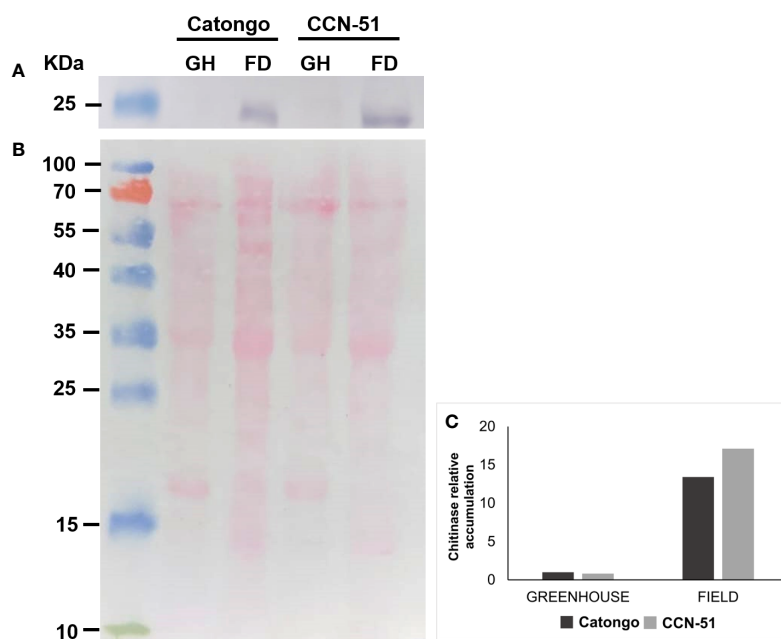 Catongo CCN-51
A KDa GH FD GH FD
25
B
100
70
55
40
35
25
15
10
C
20
15
10
5
0
Chitinase relative
accumulation
GREENHOUSE FIELD
Catongo CCN-51